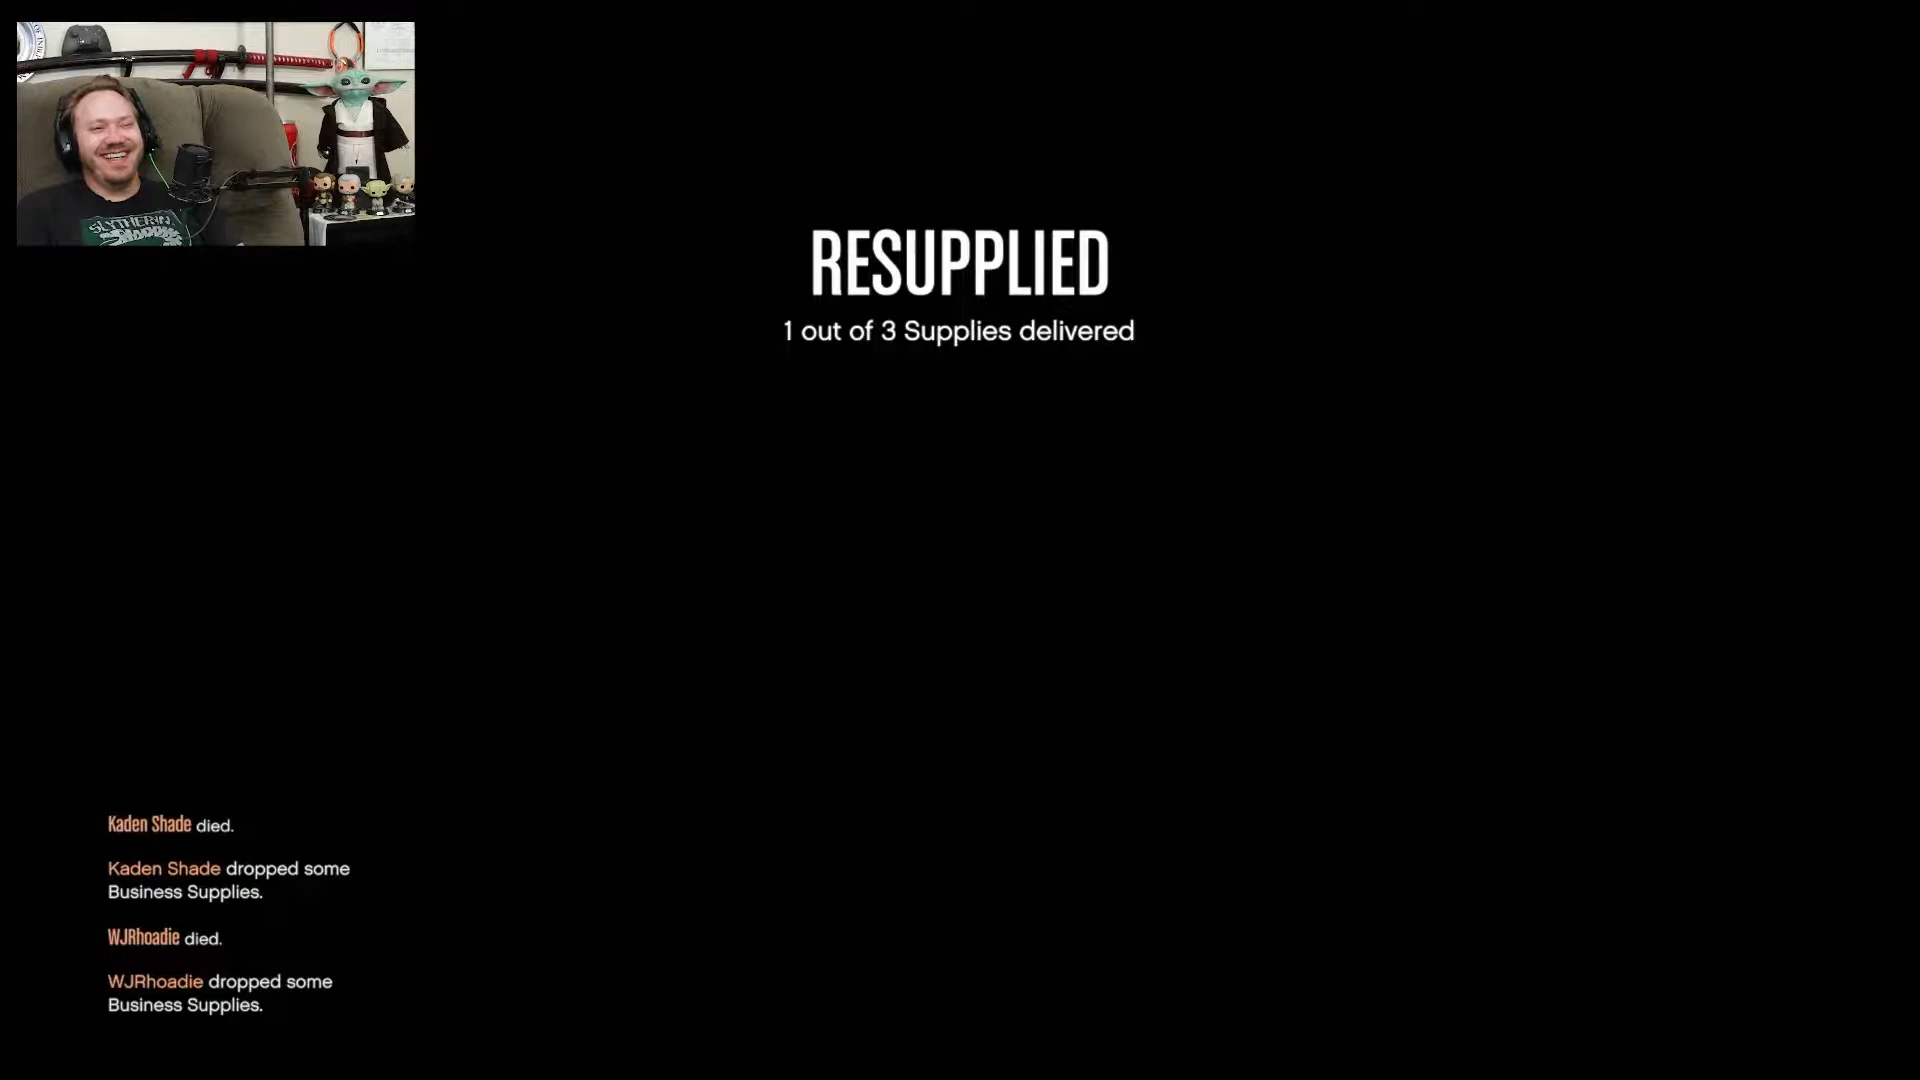 SLYTHERIN
RESUPPLIED
1 out of 3 Supplies delivered
Kaden Shade died.
Kaden Shade dropped some
Business Supplies.
WJRhoadie died.
WJRhoadie dropped some
Business Supplies.